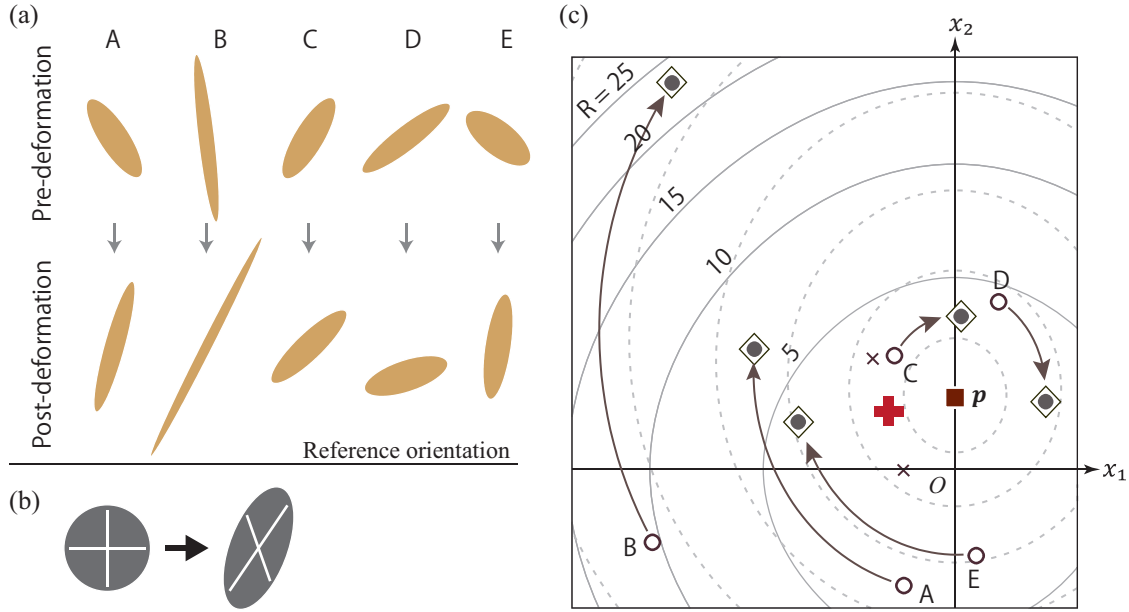 (a)
A B C D E
Pre-deformation
Post-deformation
Reference orientation
(b)
(c)
x₂
R = 25
20
15
10
5
D
C
p
O
x₁
B
A
E